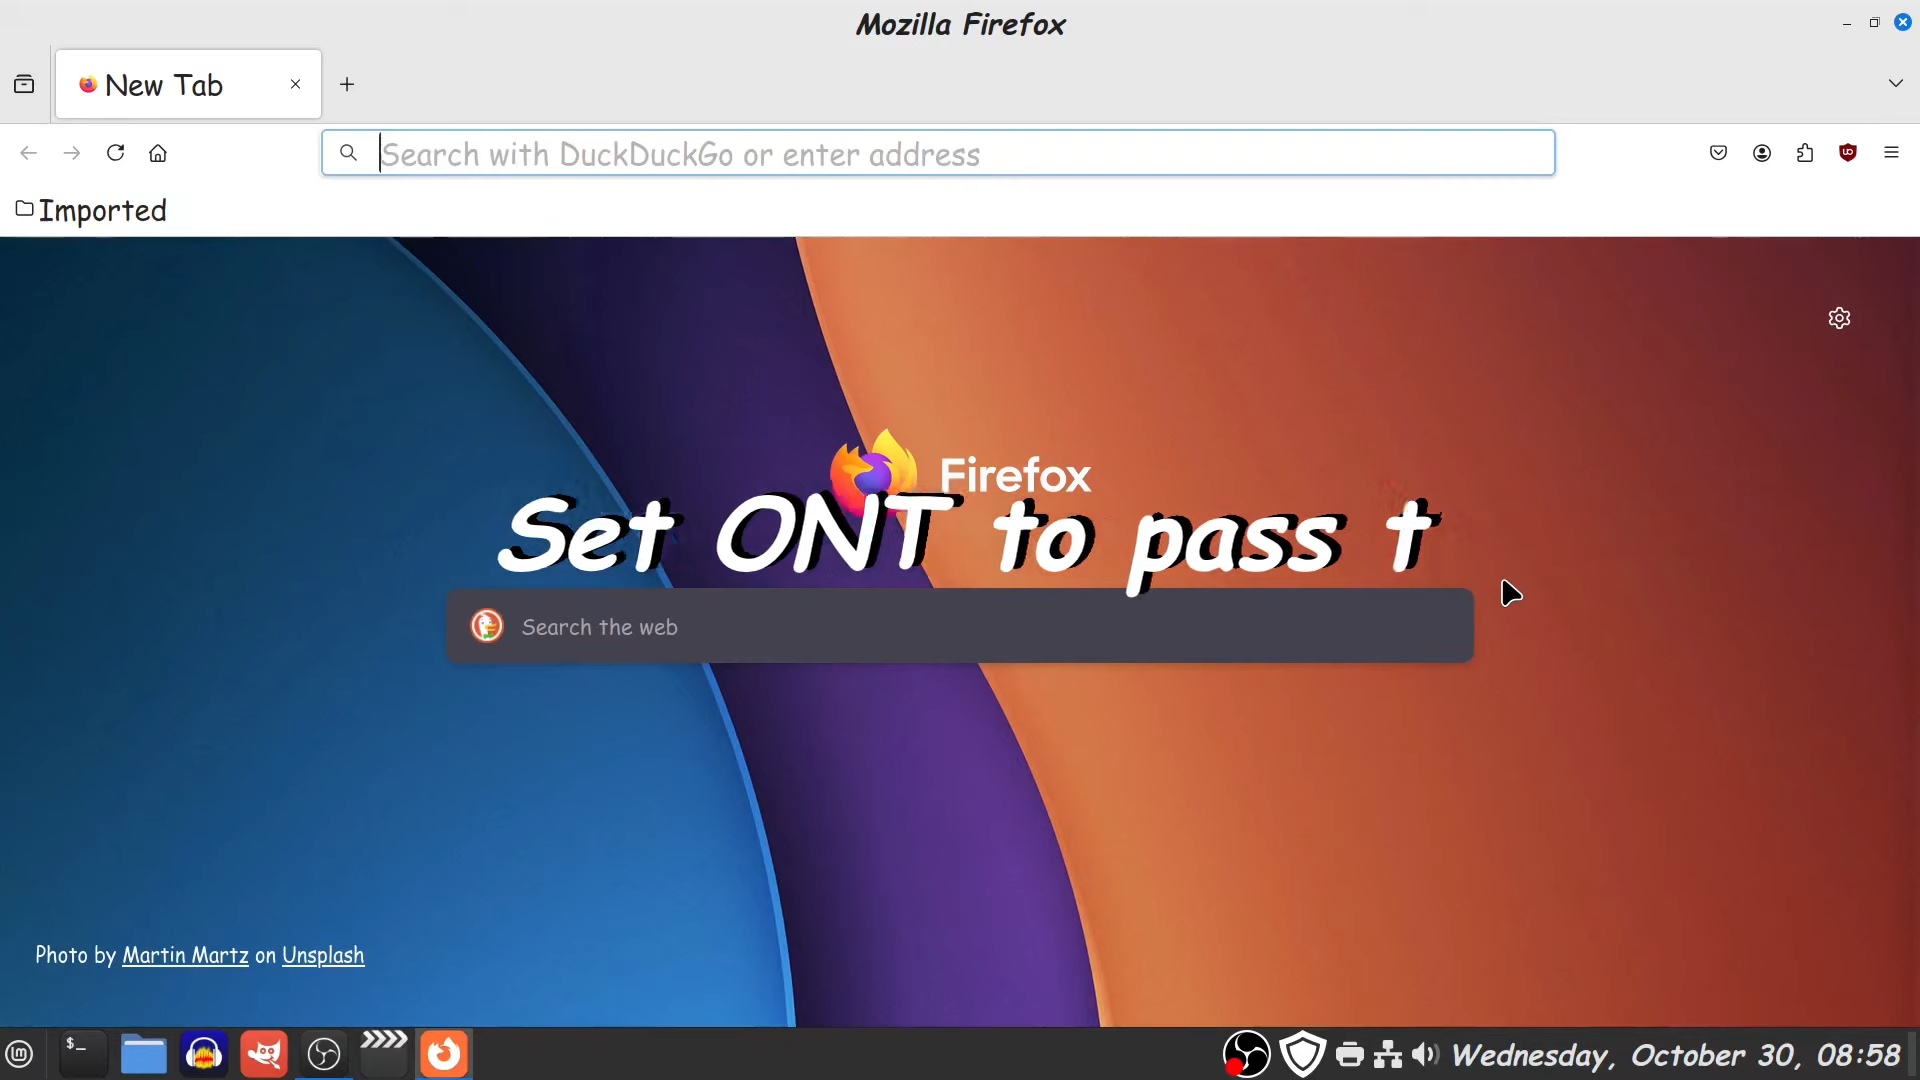 Mozilla Firefox
New Tab
Search with DuckDuckGo or enter address
Imported
Firefox
Set ONT to pass t
Search the web
Photo by Martin Martz on Unsplash
$_
Wednesday, October 30, 08:58